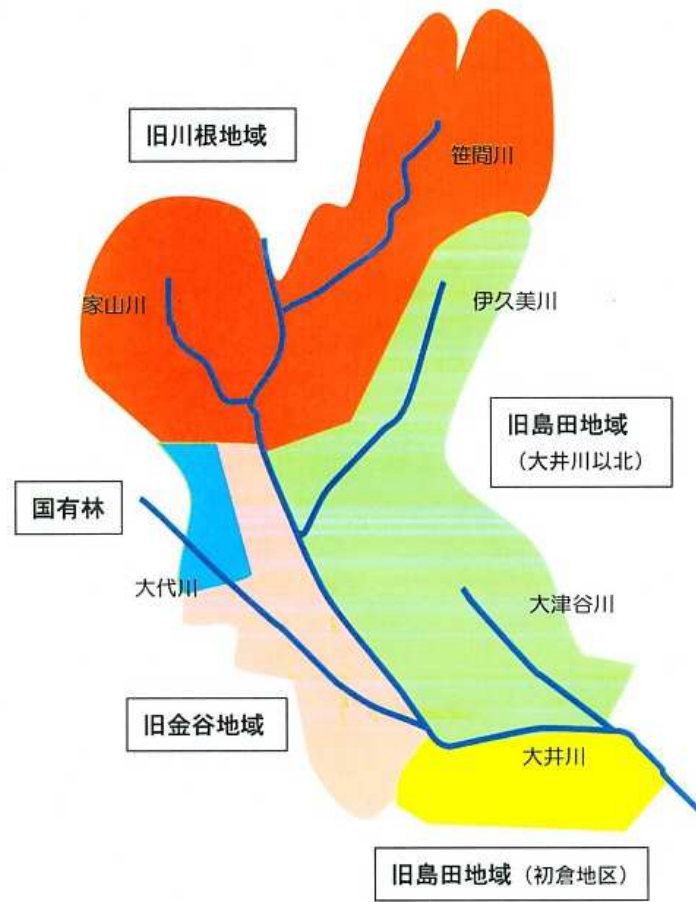 旧川根地域
笹間川
家山川
伊久美川
旧島田地域
(大井川以北)
国有林
大代川
大津谷川
旧金谷地域
大井川
旧島田地域 (初倉地区)